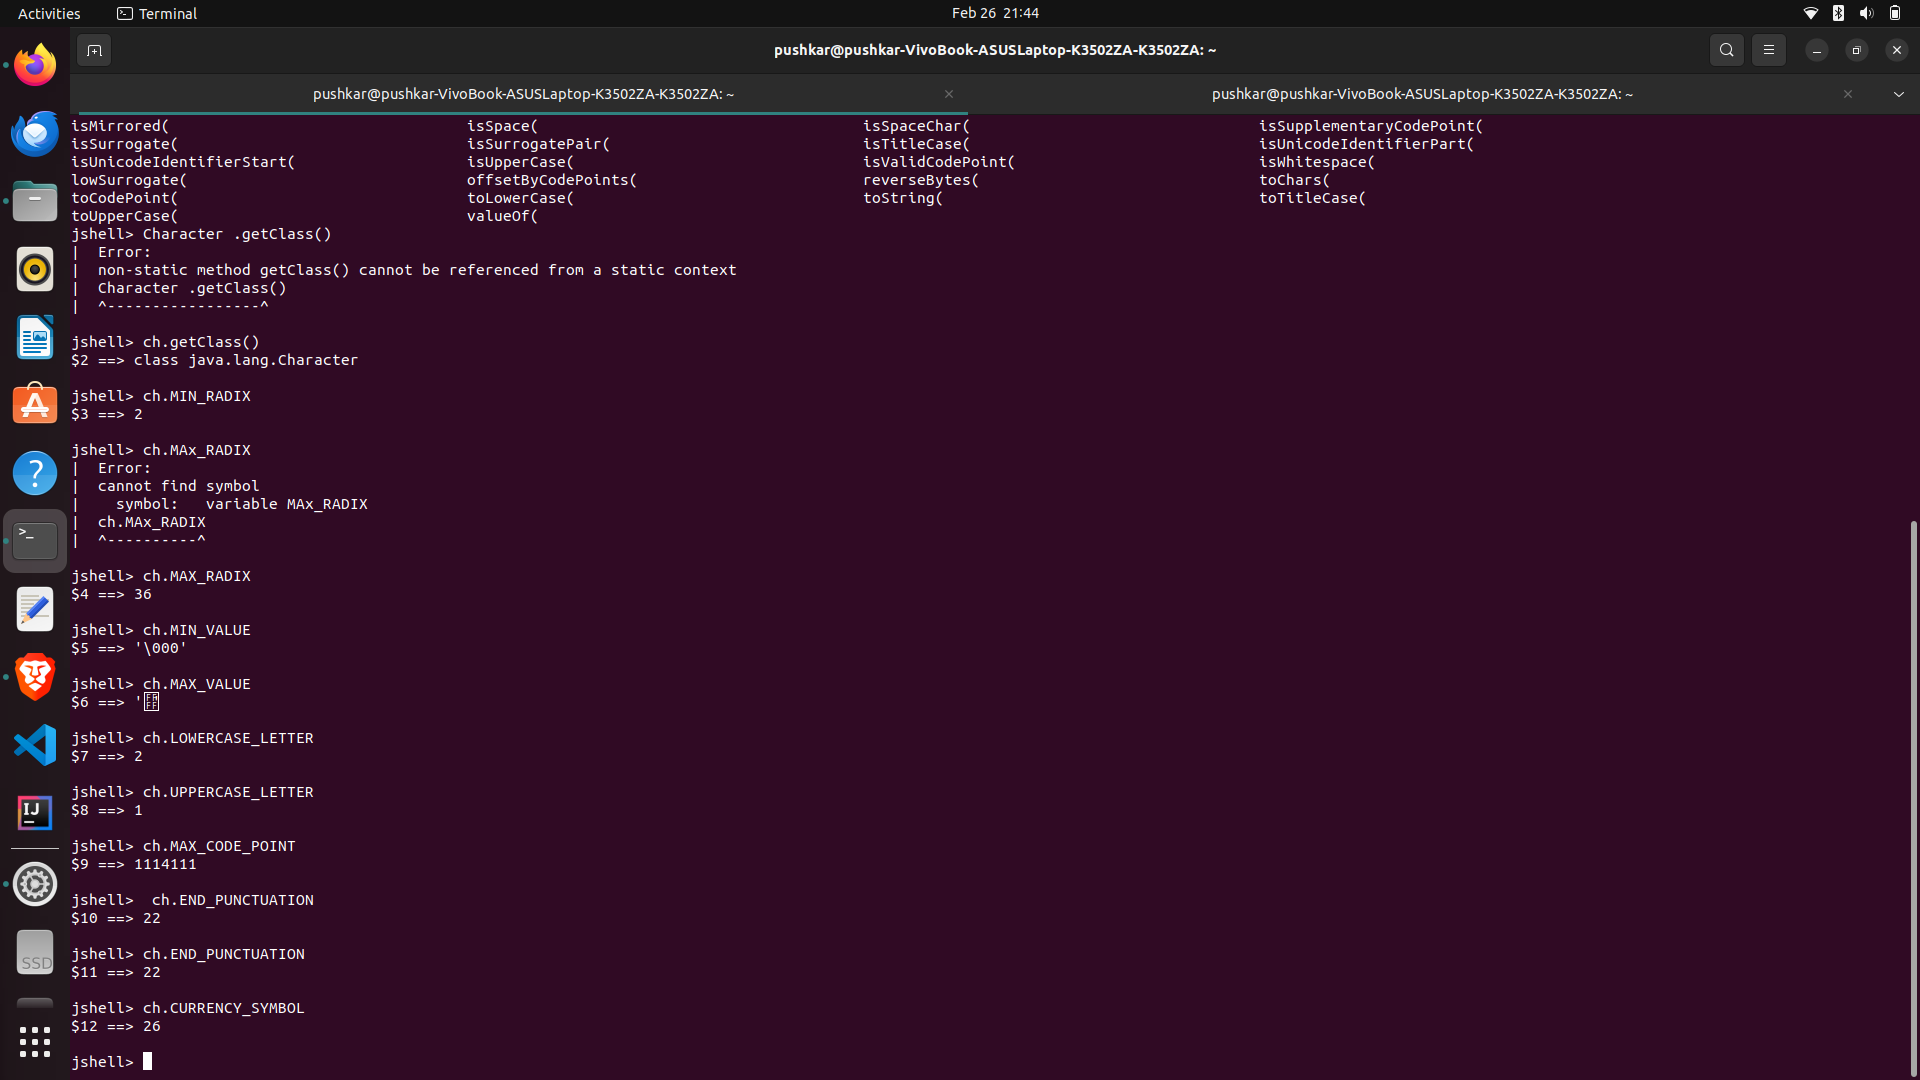 Activities
Terminal
Feb 26 21:44
pushkar@pushkar-VivoBook-ASUSLaptop-K3502ZA-K3502ZA: ~
pushkar@pushkar-VivoBook-ASUSLaptop-K3502ZA-K3502ZA: ~
pushkar@pushkar-VivoBook-ASUSLaptop-K3502ZA-K3502ZA: ~
isMirrored( isSpace( isSpaceChar( isSupplementaryCodePoint(
isSurrogate( isSurrogatePair( isTitleCase( isUnicodeIdentifierPart(
isUnicodeIdentifierStart( isUpperCase( isValidCodePoint( isWhitespace(
lowSurrogate( offsetByCodePoints( reverseBytes( toChars(
toCodePoint( toLowerCase( toString( toTitleCase(
toUpperCase( valueOf(
jshell> Character .getClass()
|  Error:
|  non-static method getClass() cannot be referenced from a static context
|  Character .getClass()
|  ^-----------------^
jshell> ch.getClass()
$2 ==> class java.lang.Character
jshell> ch.MIN_RADIX
$3 ==> 2
jshell> ch.MAx_RADIX
|  Error:
|  cannot find symbol
|    symbol:   variable MAx_RADIX
|  ch.MAx_RADIX
|  ^----------^
jshell> ch.MAX_RADIX
$4 ==> 36
jshell> ch.MIN_VALUE
$5 ==> '\000'
jshell> ch.MAX_VALUE
$6 ==> 'FFFF
jshell> ch.LOWERCASE_LETTER
$7 ==> 2
jshell> ch.UPPERCASE_LETTER
$8 ==> 1
jshell> ch.MAX_CODE_POINT
$9 ==> 1114111
jshell>  ch.END_PUNCTUATION
$10 ==> 22
jshell> ch.END_PUNCTUATION
$11 ==> 22
jshell> ch.CURRENCY_SYMBOL
$12 ==> 26
jshell>
>_
IJ
SSD